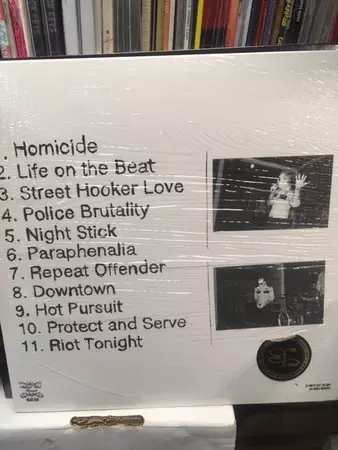 1. Homicide
2. Life on the Beat
3. Street Hooker Love
4. Police Brutality
5. Night Stick
6. Paraphenalia
7. Repeat Offender
8. Downtown
9. Hot Pursuit
10. Protect and Serve
11. Riot Tonight